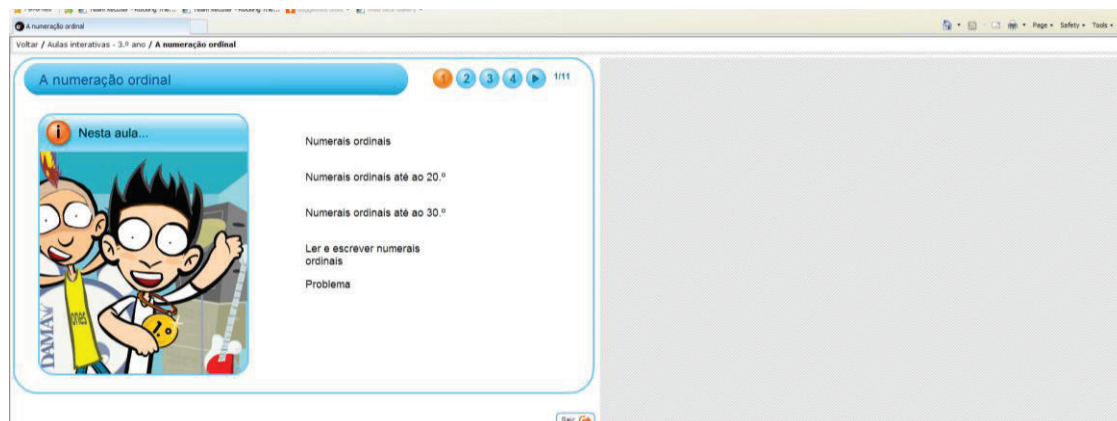 A numeração ordinal
Page Safety Tools
Voltar / Aulas interativas - 3.º ano / A numeração ordinal
A numeração ordinal
1 2 3 4 1/11
i Nesta aula...
Numerais ordinais
Numerais ordinais até ao 20.º
Numerais ordinais até ao 30.º
Ler e escrever numerais
ordinais
Problema
ones
1.º
DAMA
Sair